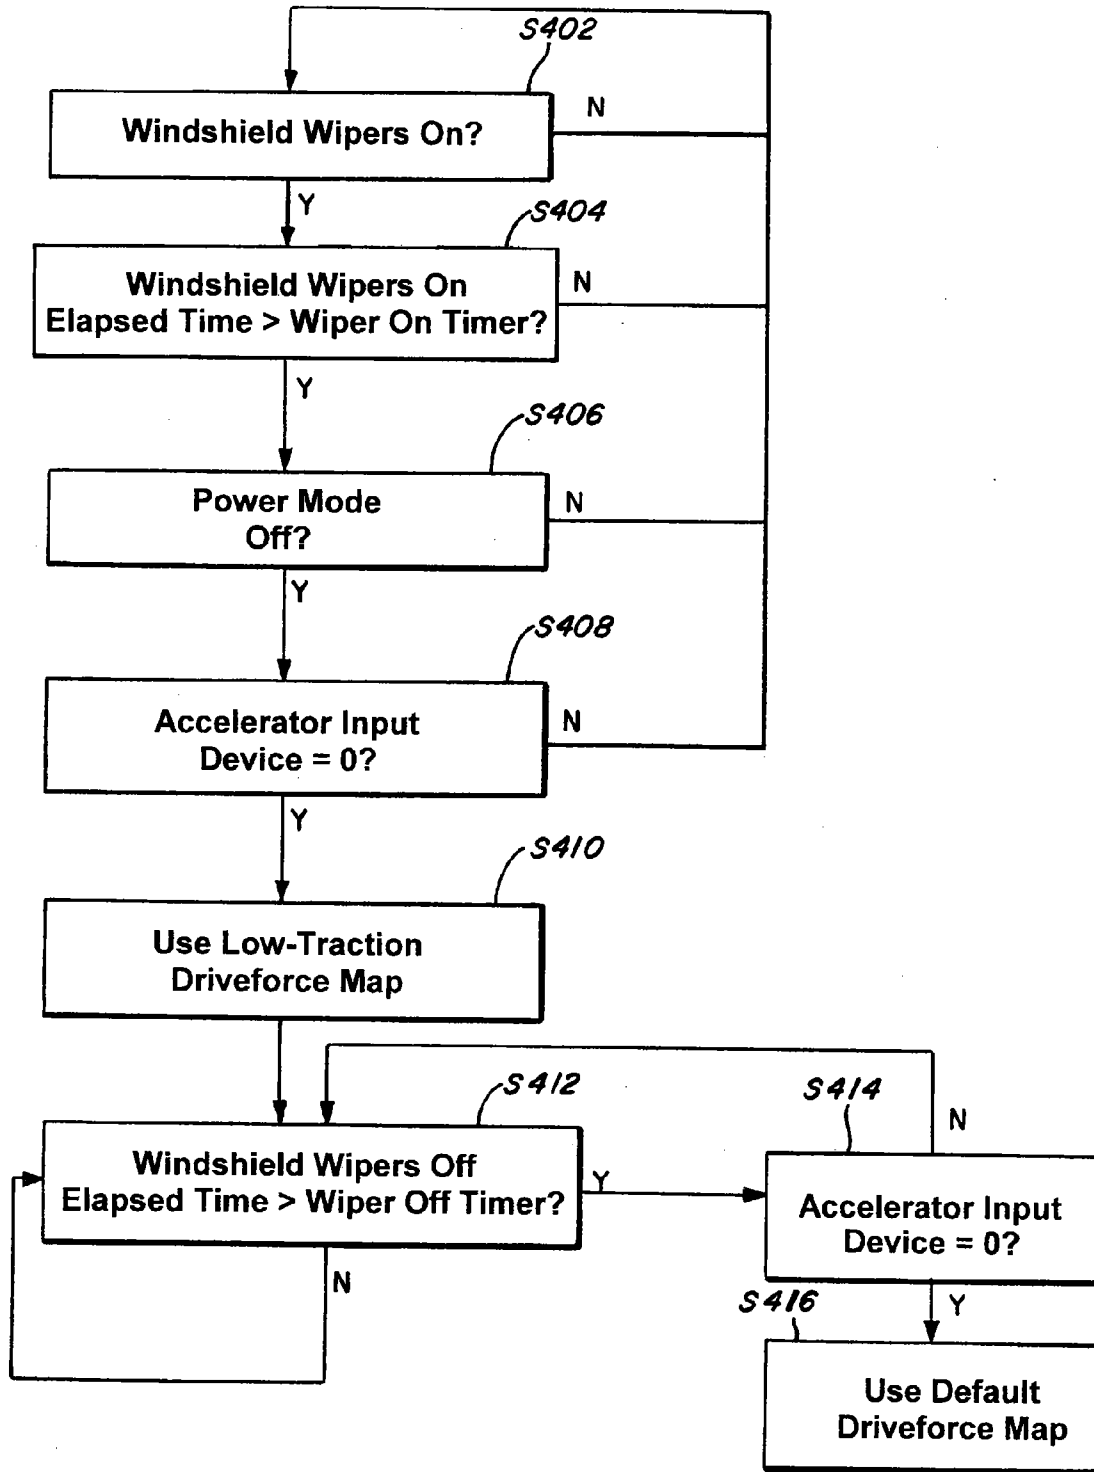 S402
Windshield Wipers On?
N
Y
S404
Windshield Wipers On
Elapsed Time > Wiper On Timer?
N
Y
S406
Power Mode
Off?
N
Y
S408
Accelerator Input
Device = 0?
N
Y
S410
Use Low-Traction
Driveforce Map
S412
Windshield Wipers Off
Elapsed Time > Wiper Off Timer?
Y
N
S414
N
Accelerator Input
Device = 0?
Y
S416
Use Default
Driveforce Map